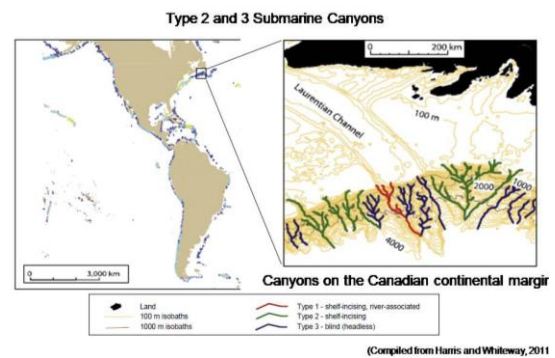 Type 2 and 3 Submarine Canyons
0 200 km
Laurentian Channel
100 m
2000
1000
4000
0 3,000 km
Canyons on the Canadian continental margin
Land
100 m isobaths
1000 m isobaths
Type 1 - shelf-incising, river-associated
Type 2 - shelf-incising
Type 3 - blind (headless)
(Compiled from Harris and Whiteway, 2011